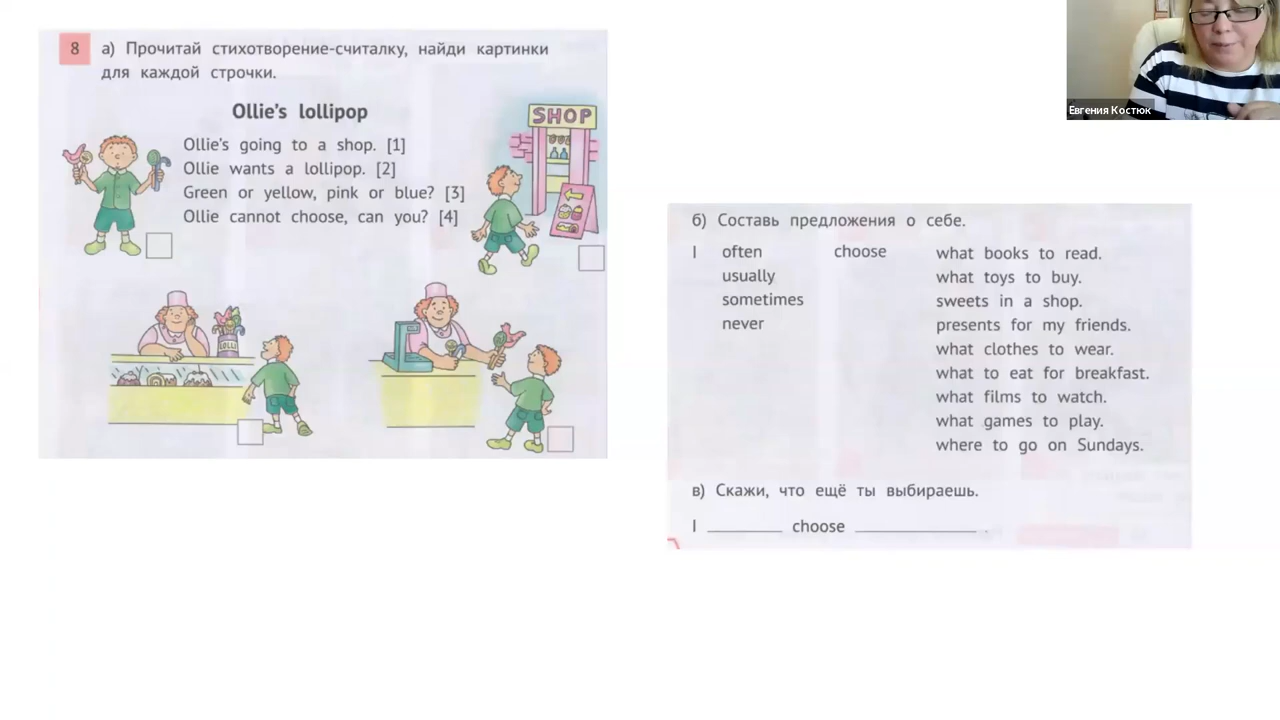 8 а) Прочитай стихотворение-считалку, найди картинки
для каждой строчки.
Ollie's lollipop
Ollie's going to a shop. [1]
Ollie wants a lollipop. [2]
Green or yellow, pink or blue? [3]
Ollie cannot choose, can you? [4]
SHOP
LOLLI
б) Составь предложения о себе.
I often choose what books to read.
usually what toys to buy.
sometimes sweets in a shop.
never presents for my friends.
what clothes to wear.
what to eat for breakfast.
what films to watch.
what games to play.
where to go on Sundays.
в) Скажи, что ещё ты выбираешь.
I ________ choose ____________ .
Евгения Костюк